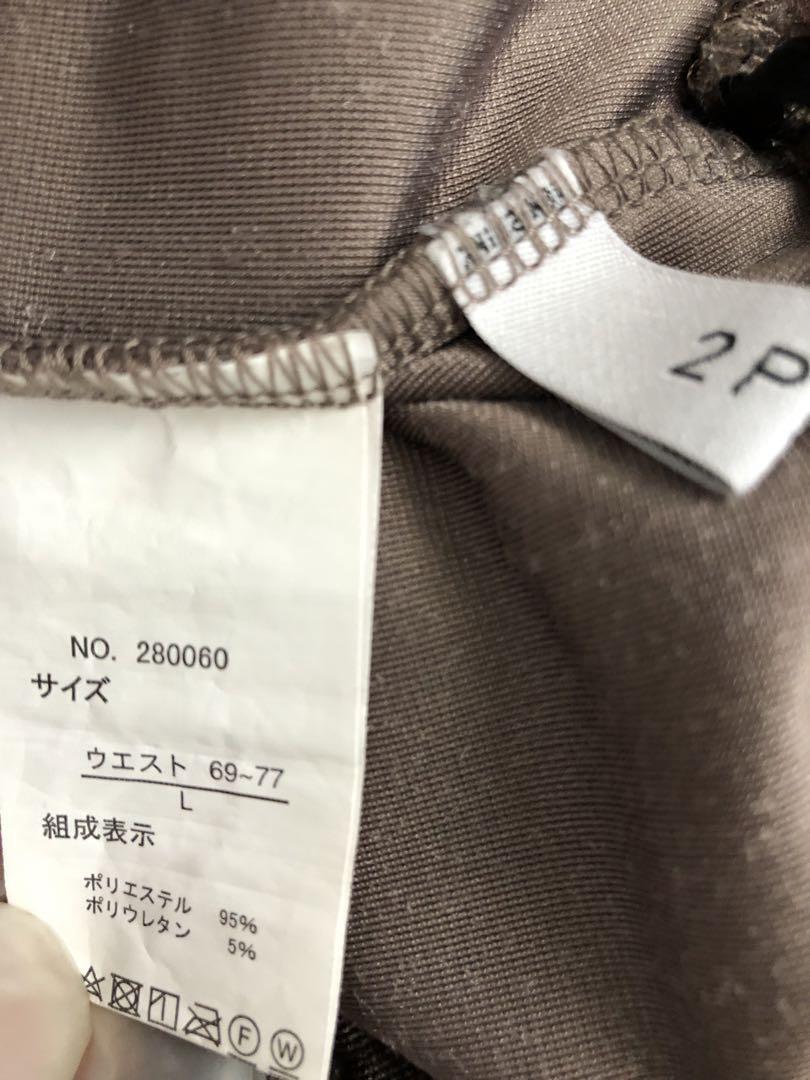 2P
NO. 280060
サイズ
ウエスト 69~77
L
組成表示
ポリエステル 95%
ポリウレタン 5%
F W